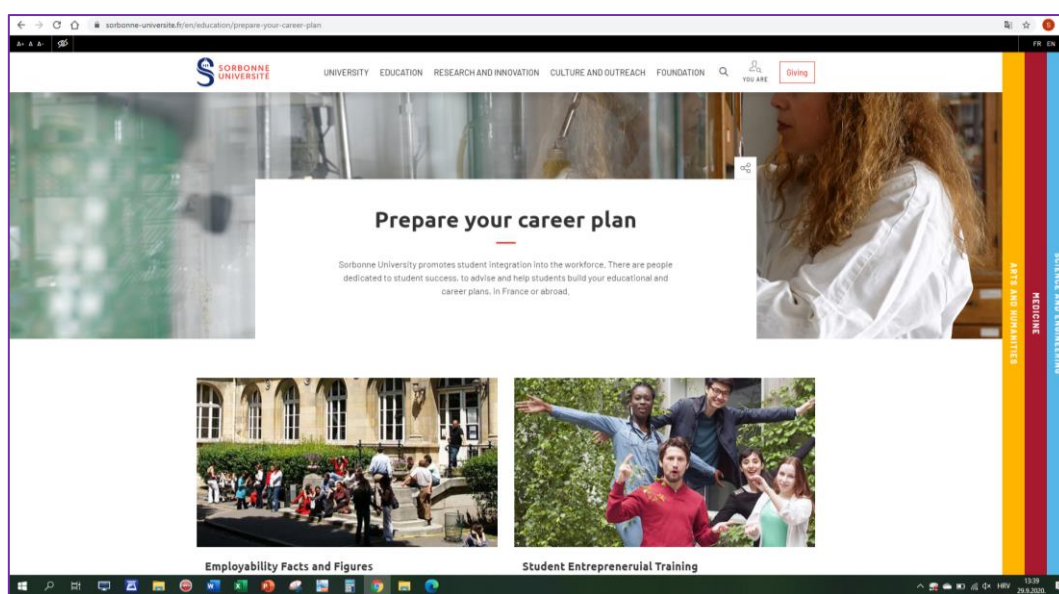 sorbonne-universite.fr/en/education/prepare-your-career-plan
A+ A A-
FR EN
SORBONNE
UNIVERSITÉ
UNIVERSITY EDUCATION RESEARCH AND INNOVATION CULTURE AND OUTREACH FOUNDATION
YOU ARE
Giving
Prepare your career plan
Sorbonne University promotes student integration into the workforce. There are people
dedicated to student success, to advise and help students build your educational and
career plans, in France or abroad.
ARTS AND HUMANITIES
MEDICINE
SCIENCE AND ENGINEERING
Employability Facts and Figures
Student Entrepreneruial Training
HRV
13:39
29.9.2020.